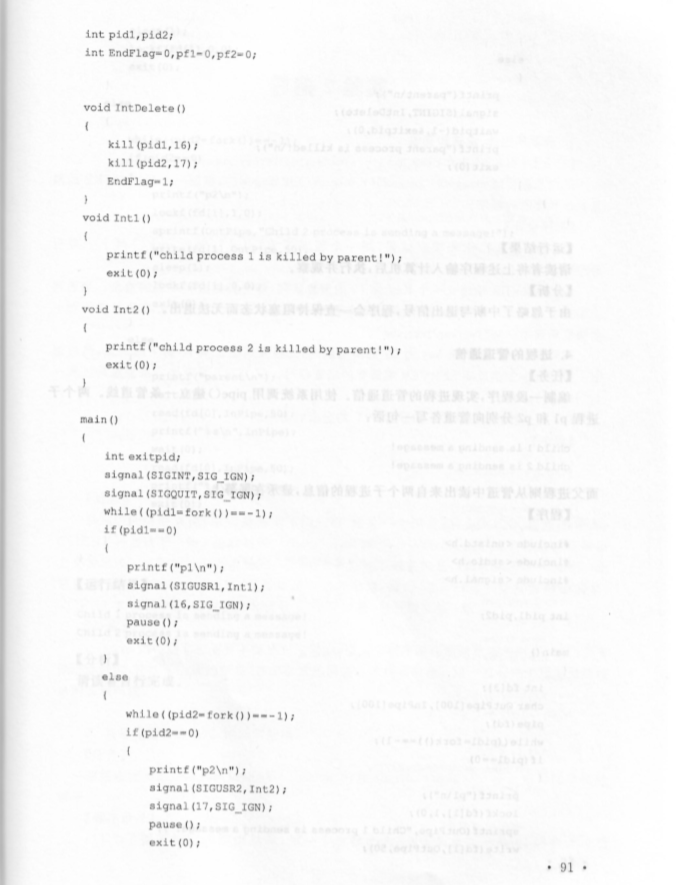 int pid1,pid2;
int EndFlag=0,pf1=0,pf2=0;
void IntDelete()
{
kill(pid1,16);
kill(pid2,17);
EndFlag=1;
}
void Int1()
{
printf("child process 1 is killed by parent!");
exit(0);
}
void Int2()
{
printf("child process 2 is killed by parent!");
exit(0);
}
main()
{
int exitpid;
signal(SIGINT,SIG_IGN);
signal(SIGQUIT,SIG_IGN);
while((pid1=fork())==-1);
if(pid1==0)
{
printf("p1\n");
signal(SIGUSR1,Int1);
signal(16,SIG_IGN);
pause();
exit(0);
}
else
{
while((pid2=fork())==-1);
if(pid2==0)
{
printf("p2\n");
signal(SIGUSR2,Int2);
signal(17,SIG_IGN);
pause();
exit(0);
• 91 •